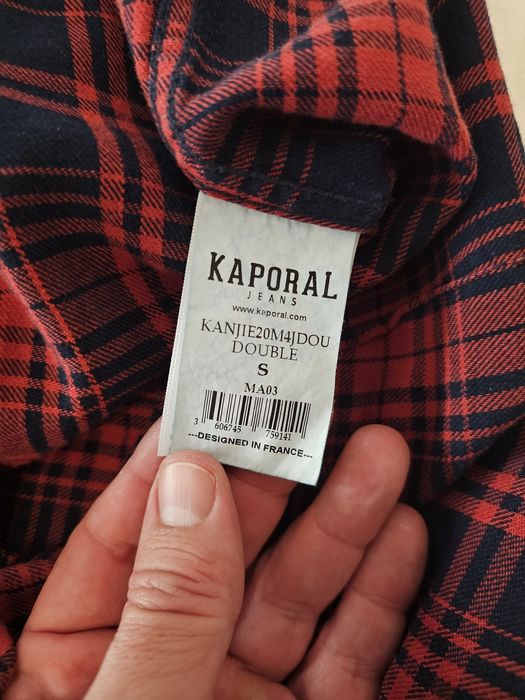 KAPORAL
JEANS
www.kaporal.com
KANJIE20M4JDOU
DOUBLE
S
MA03
3 606745 759141
---DESIGNED IN FRANCE---